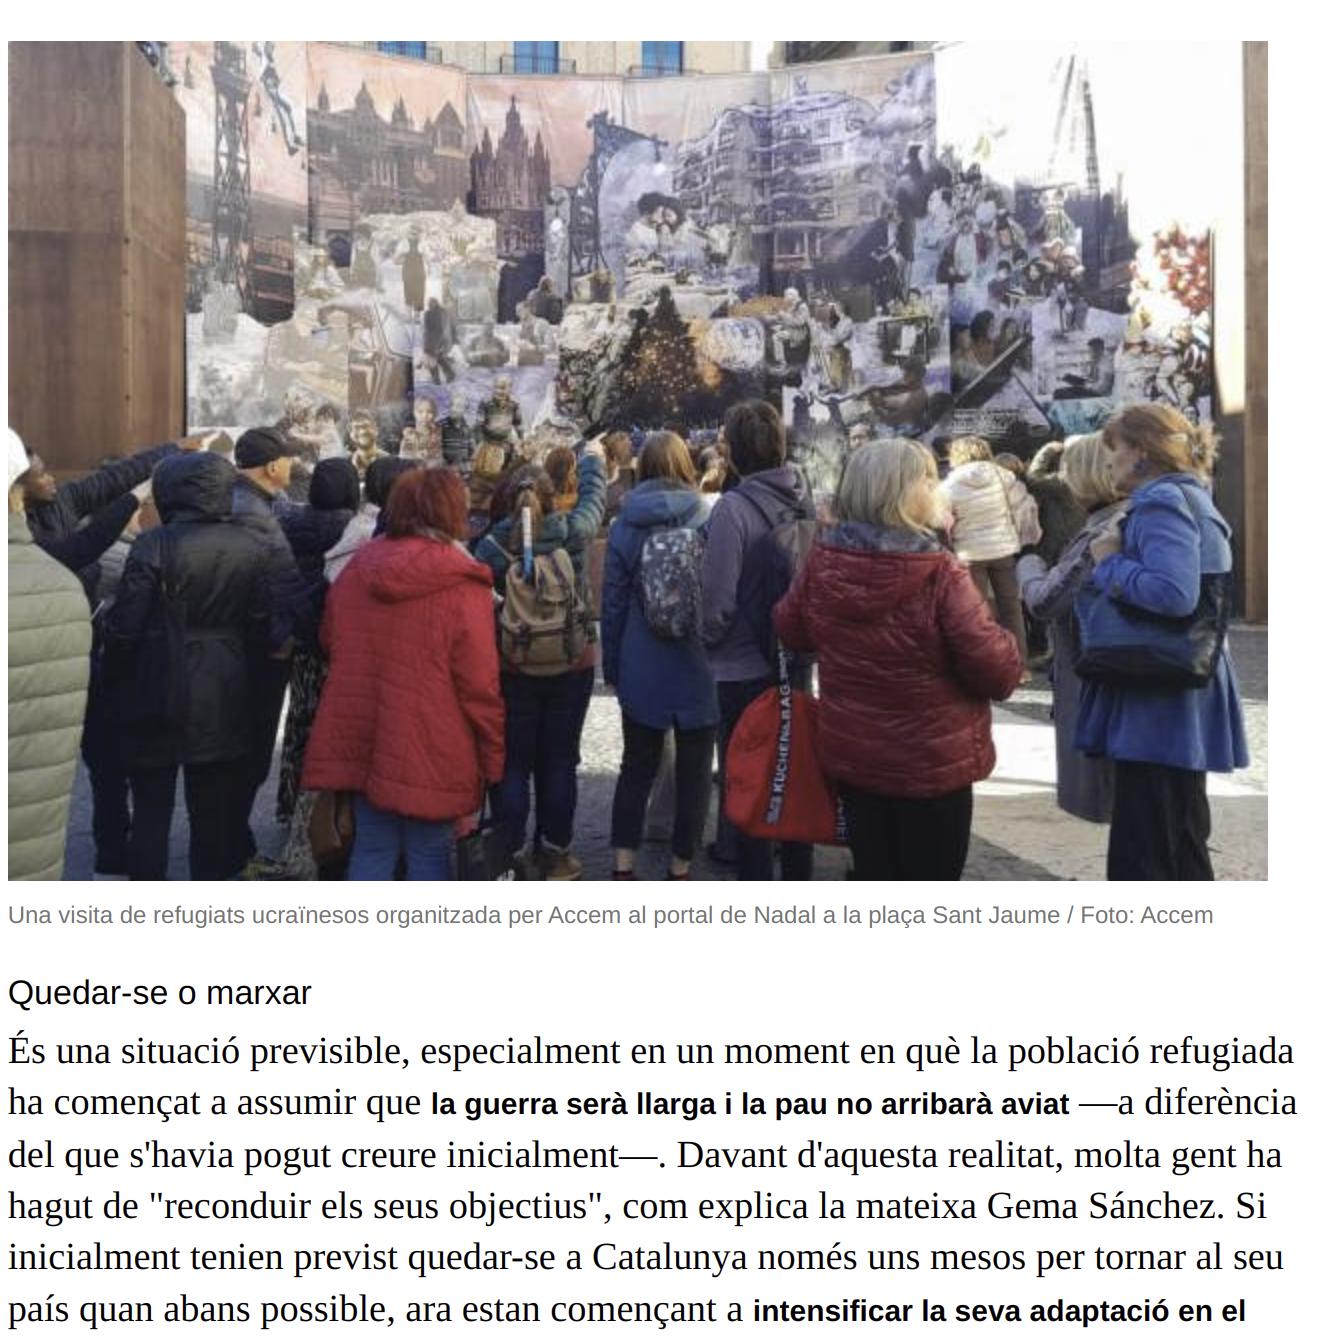 KUCHEN&BAG
Una visita de refugiats ucraïnesos organitzada per Accem al portal de Nadal a la plaça Sant Jaume / Foto: Accem
Quedar-se o marxar
És una situació previsible, especialment en un moment en què la població refugiada
ha començat a assumir que la guerra serà llarga i la pau no arribarà aviat —a diferència
del que s'havia pogut creure inicialment—. Davant d'aquesta realitat, molta gent ha
hagut de "reconduir els seus objectius", com explica la mateixa Gema Sánchez. Si
inicialment tenien previst quedar-se a Catalunya només uns mesos per tornar al seu
país quan abans possible, ara estan començant a intensificar la seva adaptació en el